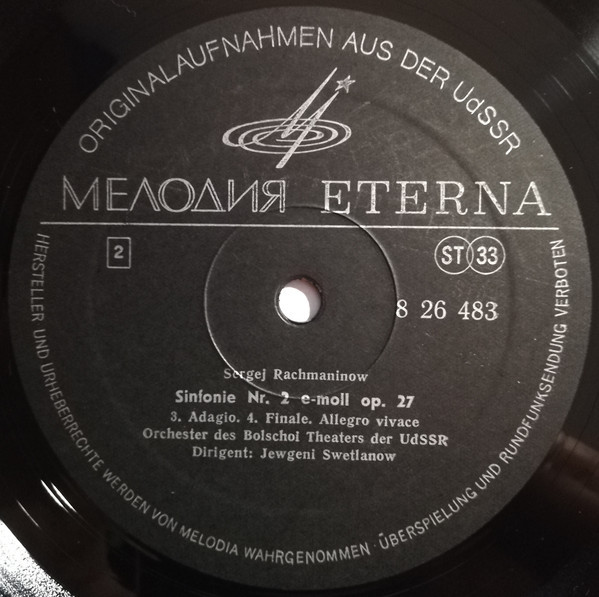 ORIGINALAUFNAHMEN AUS DER UdSSR
МЕЛОДИЯ ETERNA
2
ST 33
8 26 483
Sergej Rachmaninow
Sinfonie Nr. 2 e-moll op. 27
3. Adagio. 4. Finale. Allegro vivace
Orchester des Bolschoi Theaters der UdSSR
Dirigent: Jewgeni Swetlanow
HERSTELLER UND URHEBERRECHTE WERDEN VON MELODIA WAHRGENOMMEN · ÜBERSPIELUNG UND RUNDFUNKSENDUNG VERBOTEN